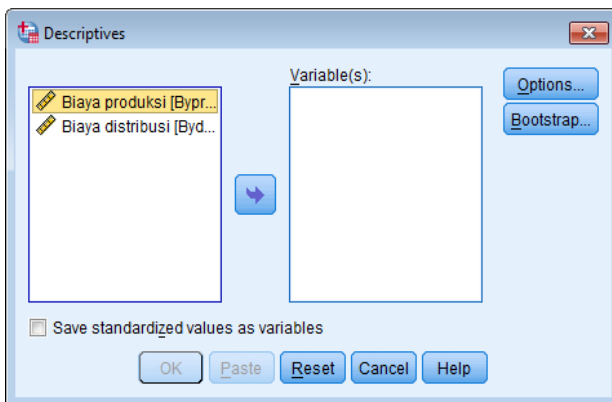 Descriptives
Variable(s):
Biaya produksi [Bypr...
Biaya distribusi [Byd...
Options...
Bootstrap...
Save standardized values as variables
OK
Paste
Reset
Cancel
Help